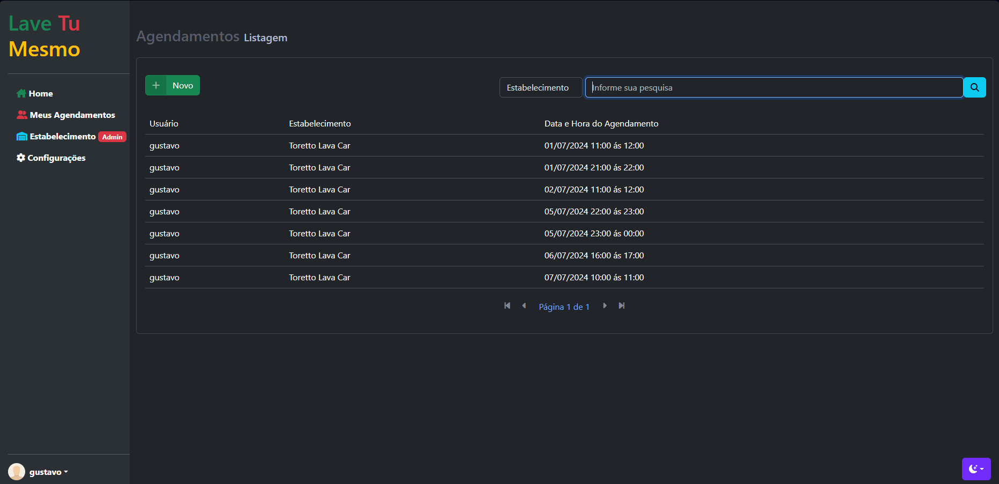 Lave Tu
Mesmo
Home
Meus Agendamentos
Estabelecimento Admin
Configurações
gustavo
Agendamentos Listagem
Novo
Estabelecimento Informe sua pesquisa
Usuário Estabelecimento Data e Hora do Agendamento
gustavo Toretto Lava Car 01/07/2024 11:00 ás 12:00
gustavo Toretto Lava Car 01/07/2024 21:00 ás 22:00
gustavo Toretto Lava Car 02/07/2024 11:00 ás 12:00
gustavo Toretto Lava Car 05/07/2024 22:00 ás 23:00
gustavo Toretto Lava Car 05/07/2024 23:00 ás 00:00
gustavo Toretto Lava Car 06/07/2024 16:00 ás 17:00
gustavo Toretto Lava Car 07/07/2024 10:00 ás 11:00
Página 1 de 1